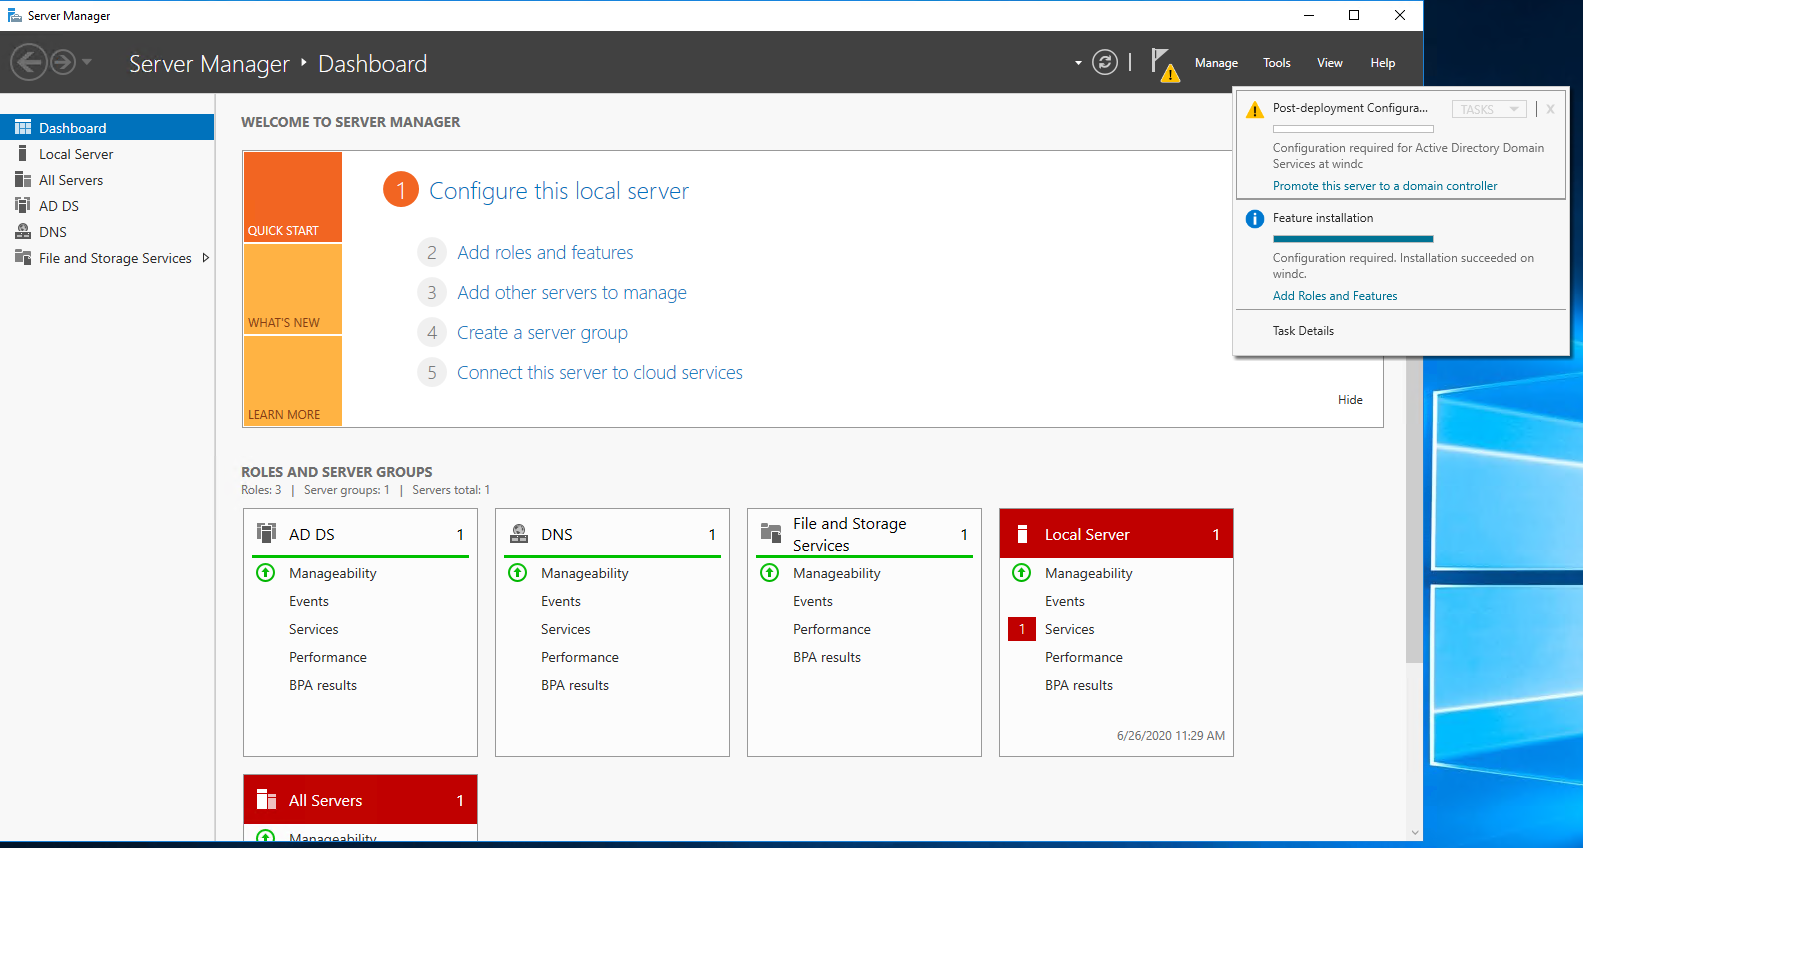 Server Manager
Server Manager ‣ Dashboard
Manage Tools View Help
Dashboard
Local Server
All Servers
AD DS
DNS
File and Storage Services
WELCOME TO SERVER MANAGER
QUICK START
WHAT'S NEW
LEARN MORE
1 Configure this local server
2 Add roles and features
3 Add other servers to manage
4 Create a server group
5 Connect this server to cloud services
Hide
Post-deployment Configura... TASKS X
Configuration required for Active Directory Domain
Services at windc
Promote this server to a domain controller
Feature installation
Configuration required. Installation succeeded on
windc.
Add Roles and Features
Task Details
ROLES AND SERVER GROUPS
Roles: 3 | Server groups: 1 | Servers total: 1
AD DS 1
Manageability
Events
Services
Performance
BPA results
DNS 1
Manageability
Events
Services
Performance
BPA results
File and Storage
Services 1
Manageability
Events
Performance
BPA results
Local Server 1
Manageability
Events
1 Services
Performance
BPA results
6/26/2020 11:29 AM
All Servers 1
Manageability